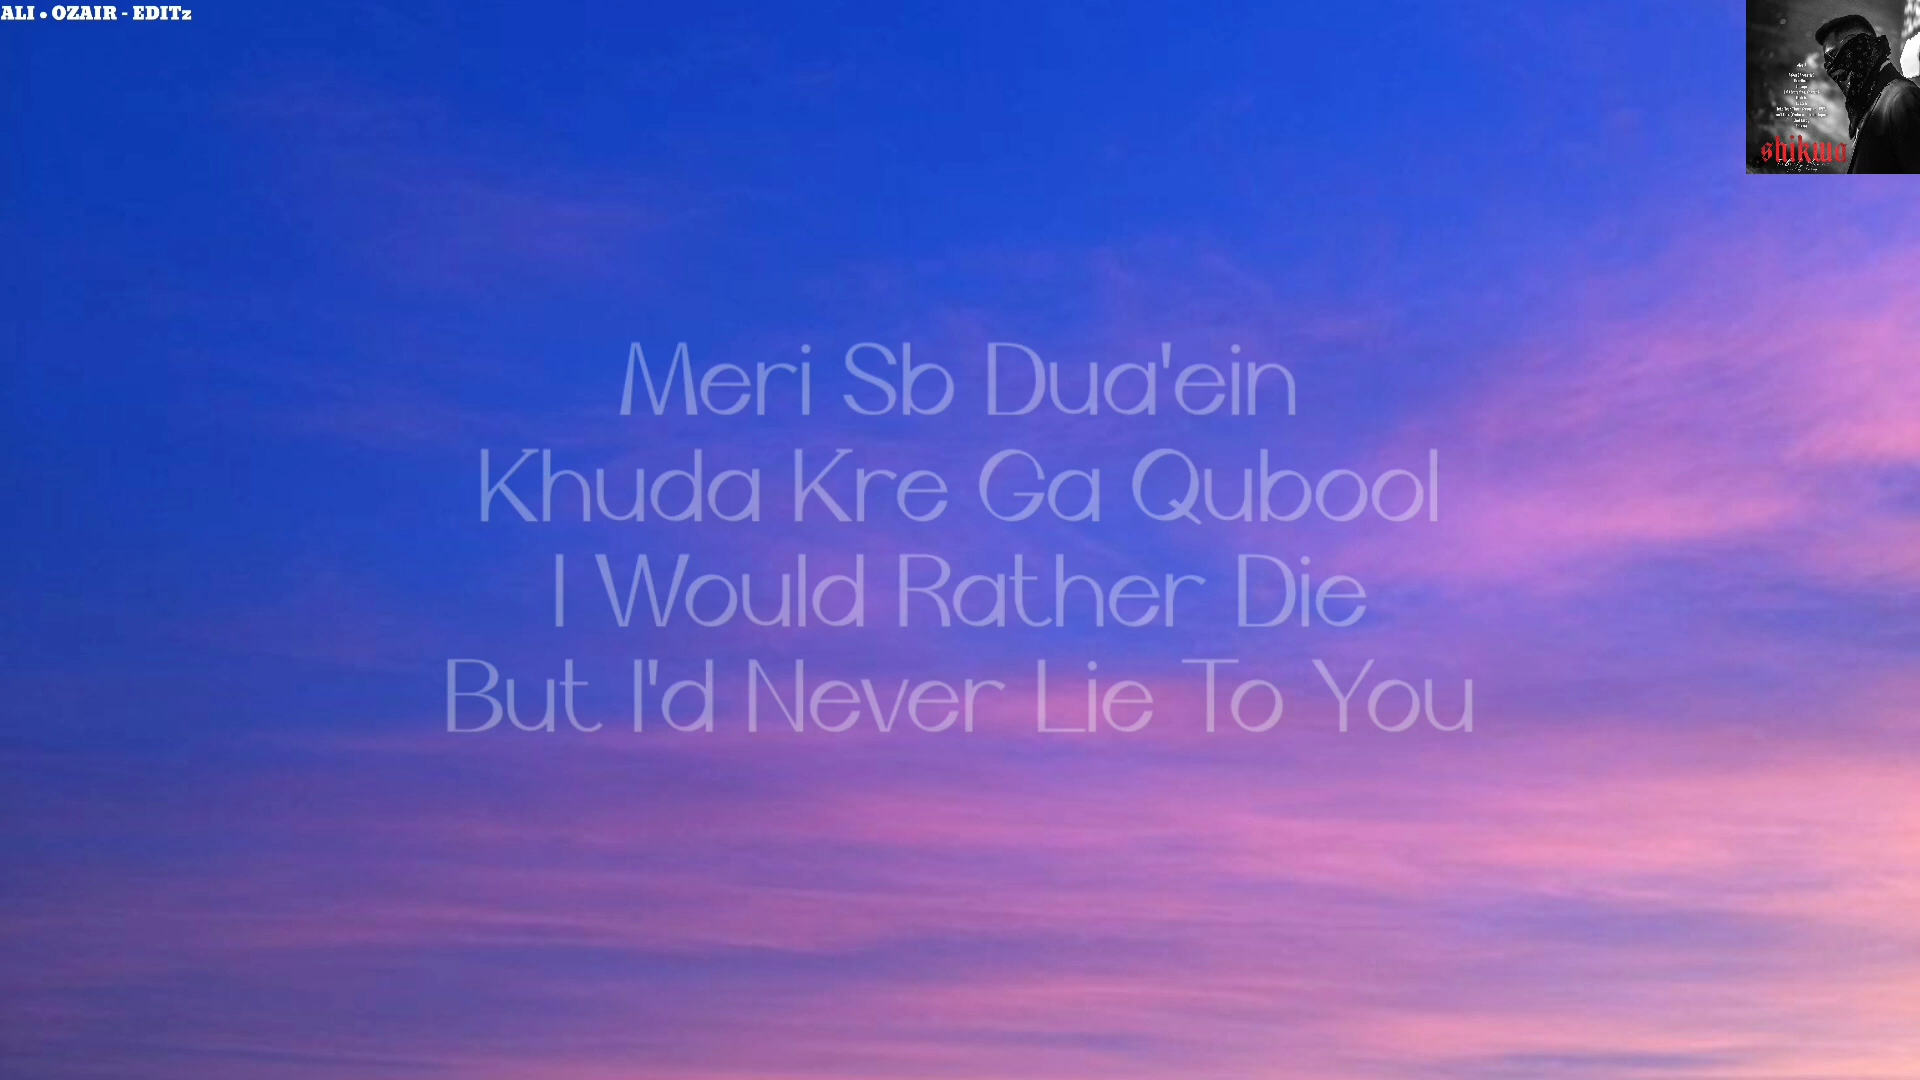 ALI • OZAIR - EDITz
shikwa
Meri Sb Dua'ein
Khuda Kre Ga Qubool
I Would Rather Die
But I'd Never Lie To You